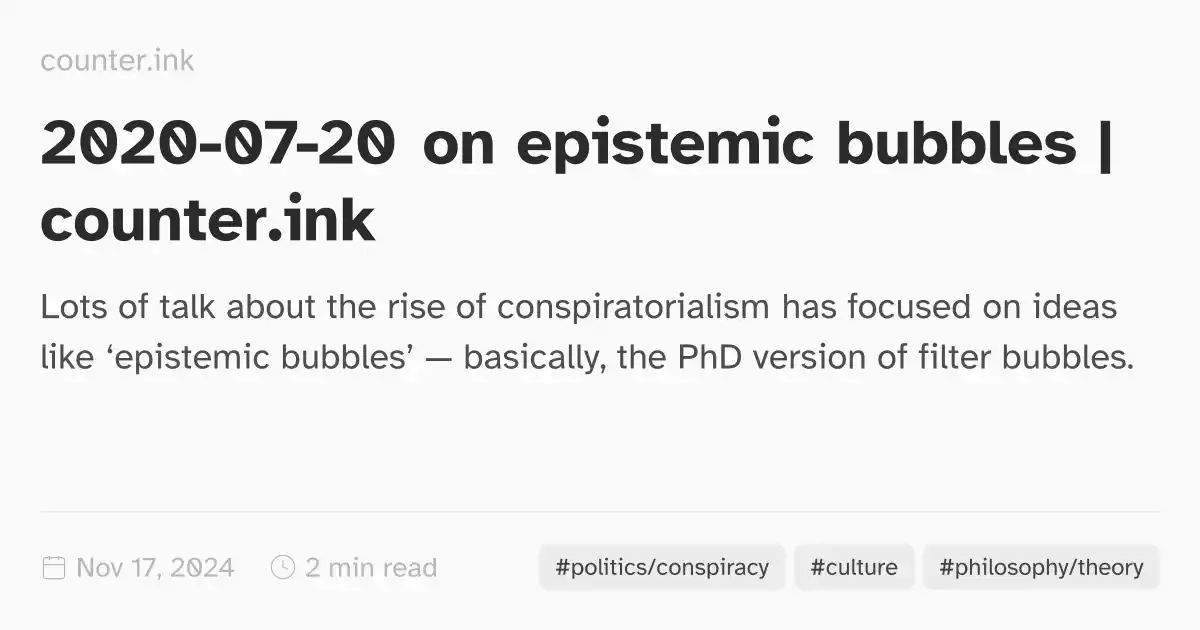 counter.ink
2020-07-20 on epistemic bubbles |
counter.ink
Lots of talk about the rise of conspiratorialism has focused on ideas
like ‘epistemic bubbles’ — basically, the PhD version of filter bubbles.
Nov 17, 2024 2 min read #politics/conspiracy #culture #philosophy/theory